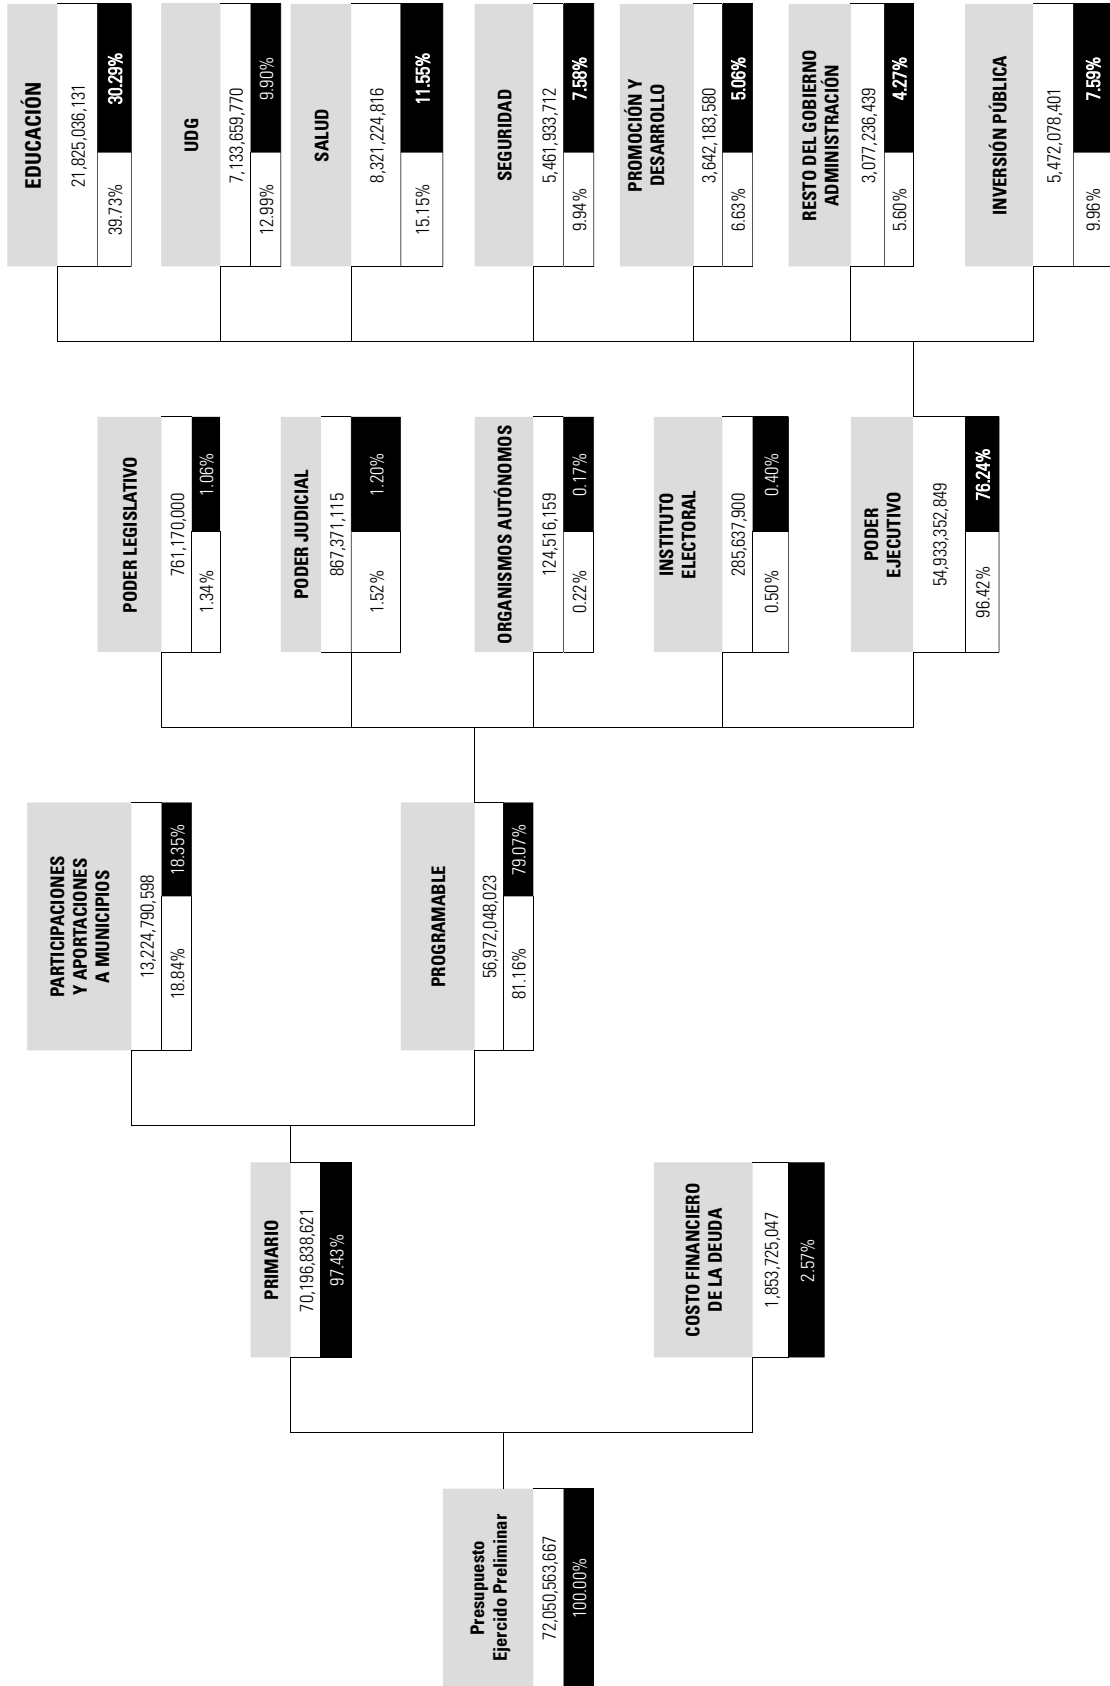 Presupuesto
Ejercido Preliminar
72,050,563,667
100.00%
PRIMARIO
70,196,838,621
97.43%
COSTO FINANCIERO
DE LA DEUDA
1,853,725,047
2.57%
PARTICIPACIONES
Y APORTACIONES
A MUNICIPIOS
13,224,790,598
18.84% 18.35%
PROGRAMABLE
56,972,048,023
81.16% 79.07%
PODER LEGISLATIVO
761,170,000
1.34% 1.06%
PODER JUDICIAL
867,371,115
1.52% 1.20%
ORGANISMOS AUTÓNOMOS
124,516,159
0.22% 0.17%
INSTITUTO
ELECTORAL
285,637,900
0.50% 0.40%
PODER
EJECUTIVO
54,933,352,849
96.42% 76.24%
EDUCACIÓN
21,825,036,131
39.73% 30.29%
UDG
7,133,659,770
12.99% 9.90%
SALUD
8,321,224,816
15.15% 11.55%
SEGURIDAD
5,461,933,712
9.94% 7.58%
PROMOCIÓN Y
DESARROLLO
3,642,183,580
6.63% 5.06%
RESTO DEL GOBIERNO
ADMINISTRACIÓN
3,077,236,439
5.60% 4.27%
INVERSIÓN PÚBLICA
5,472,078,401
9.96% 7.59%